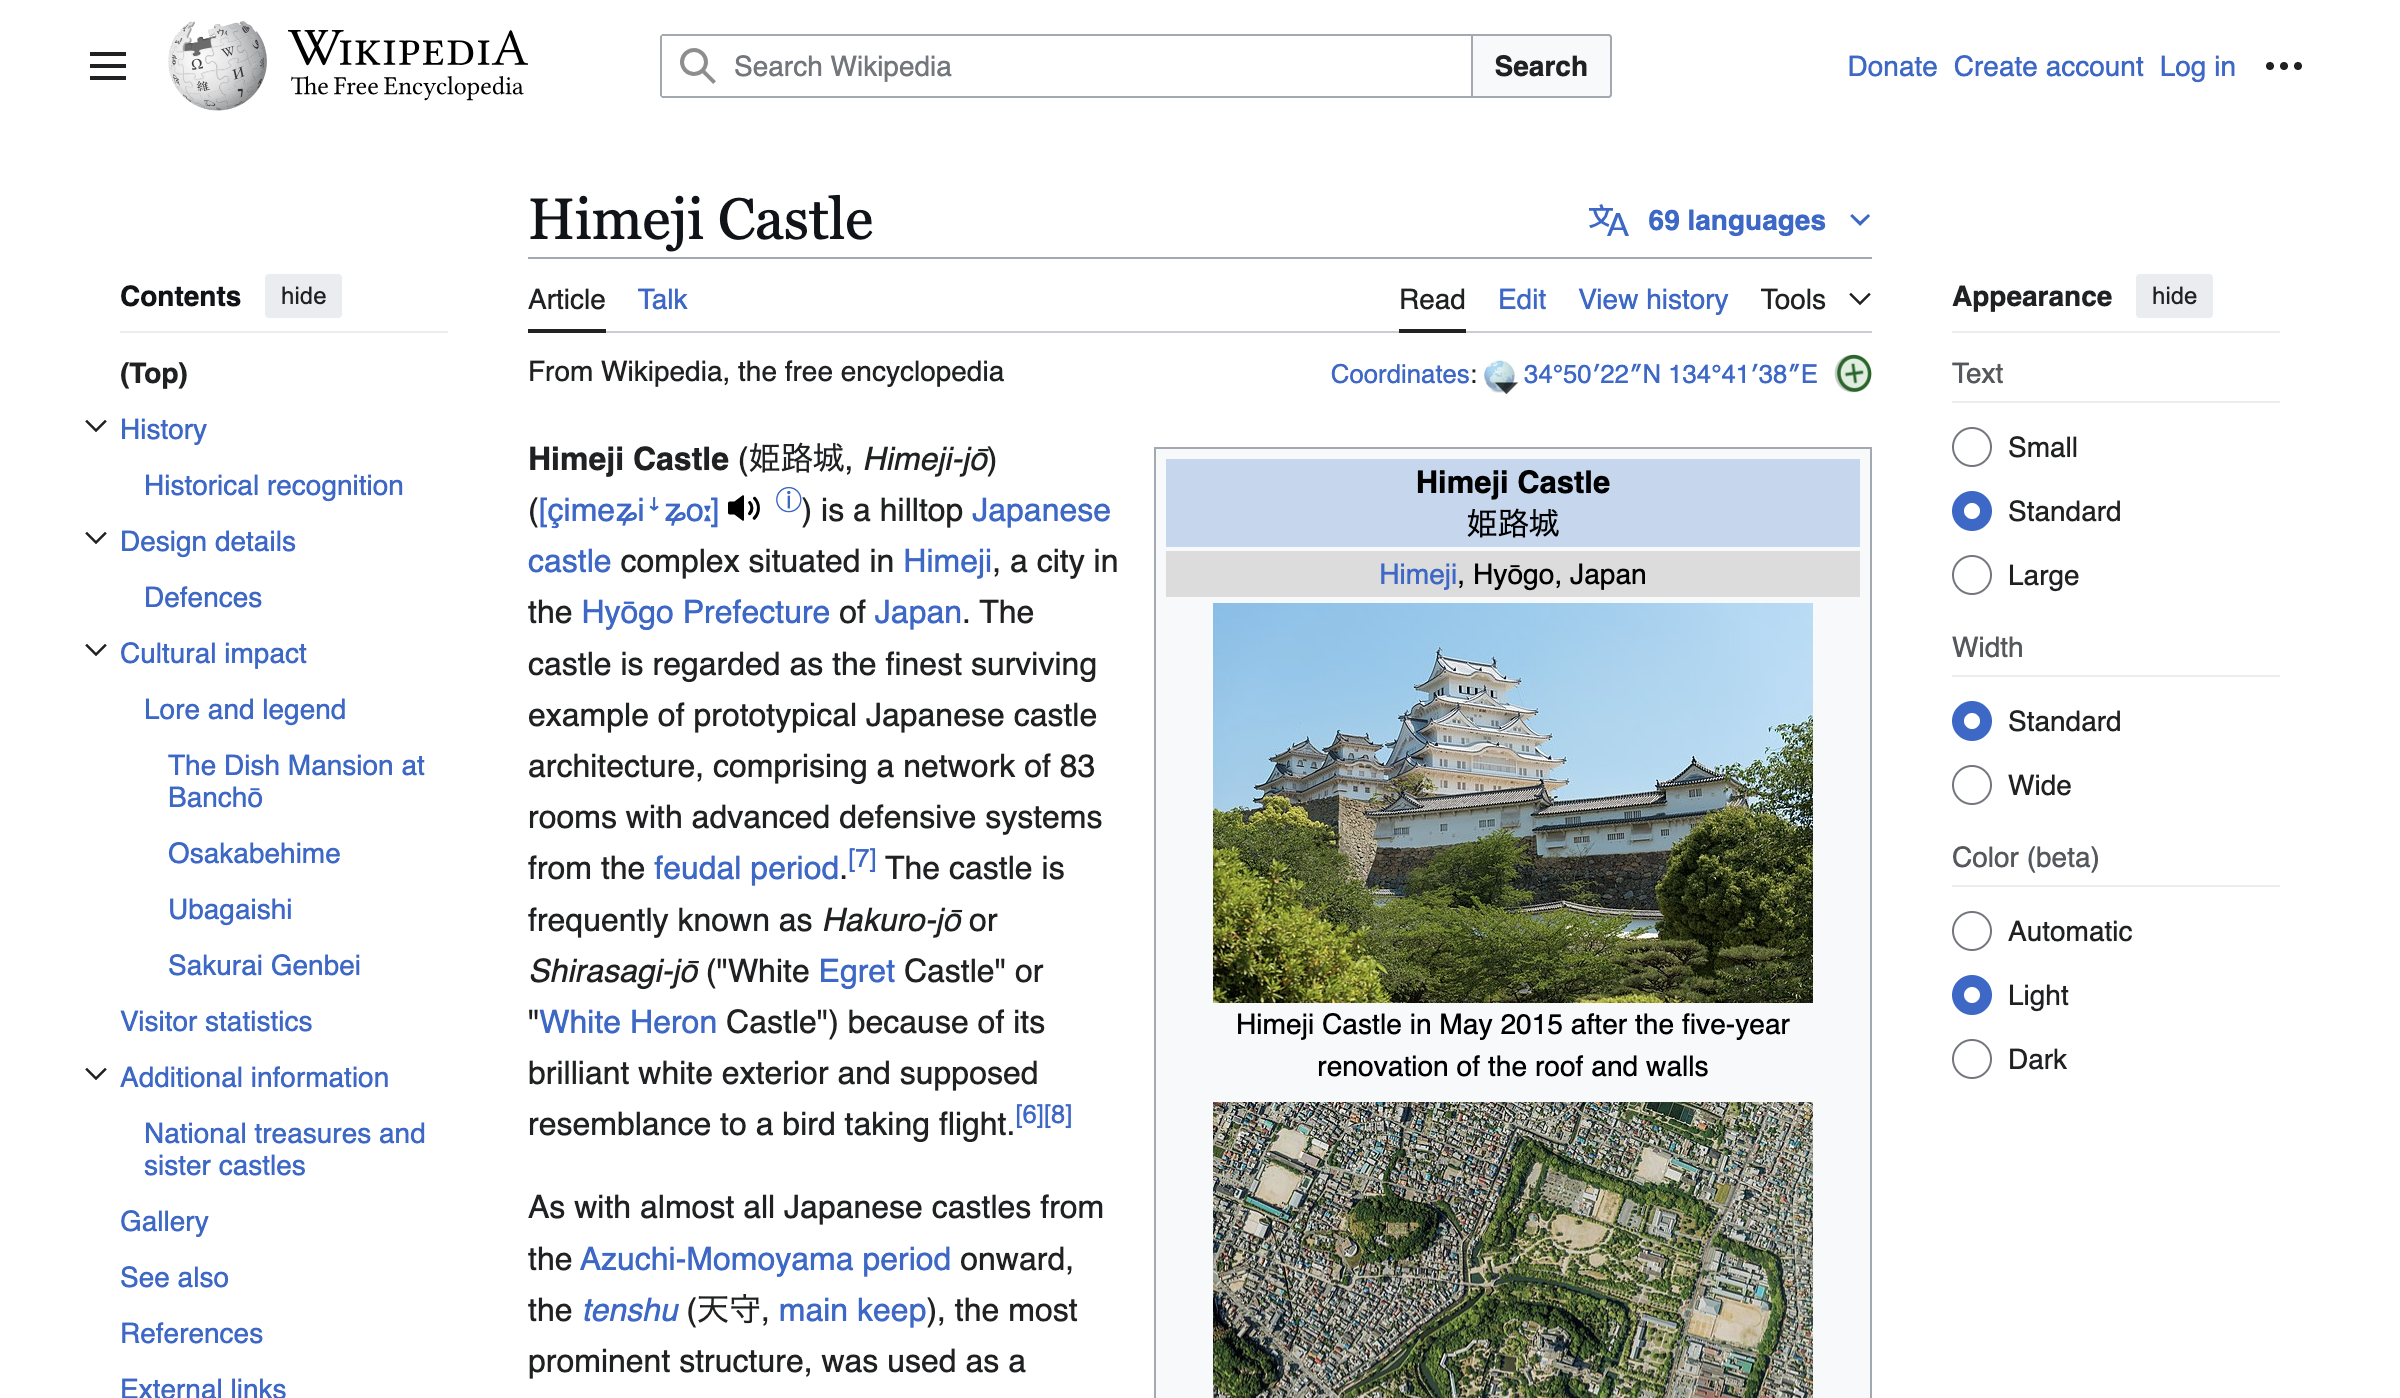 WIKIPEDIA
The Free Encyclopedia
Search Wikipedia
Search
Donate Create account Log in
Himeji Castle
69 languages
Contents hide
(Top)
History
Historical recognition
Design details
Defences
Cultural impact
Lore and legend
The Dish Mansion at
Banchō
Osakabehime
Ubagaishi
Sakurai Genbei
Visitor statistics
Additional information
National treasures and
sister castles
Gallery
See also
References
External links
Article Talk
Read Edit View history Tools
From Wikipedia, the free encyclopedia
Coordinates: 34°50′22″N 134°41′38″E
Himeji Castle (姫路城, Himeji-jō)
([çimeʑiꜜʑoː] ⓘ) is a hilltop Japanese
castle complex situated in Himeji, a city in
the Hyōgo Prefecture of Japan. The
castle is regarded as the finest surviving
example of prototypical Japanese castle
architecture, comprising a network of 83
rooms with advanced defensive systems
from the feudal period.[7] The castle is
frequently known as Hakuro-jō or
Shirasagi-jō ("White Egret Castle" or
"White Heron Castle") because of its
brilliant white exterior and supposed
resemblance to a bird taking flight.[6][8]
As with almost all Japanese castles from
the Azuchi-Momoyama period onward,
the tenshu (天守, main keep), the most
prominent structure, was used as a
Himeji Castle
姫路城
Himeji, Hyōgo, Japan
Himeji Castle in May 2015 after the five-year
renovation of the roof and walls
Appearance hide
Text
Small
Standard
Large
Width
Standard
Wide
Color (beta)
Automatic
Light
Dark